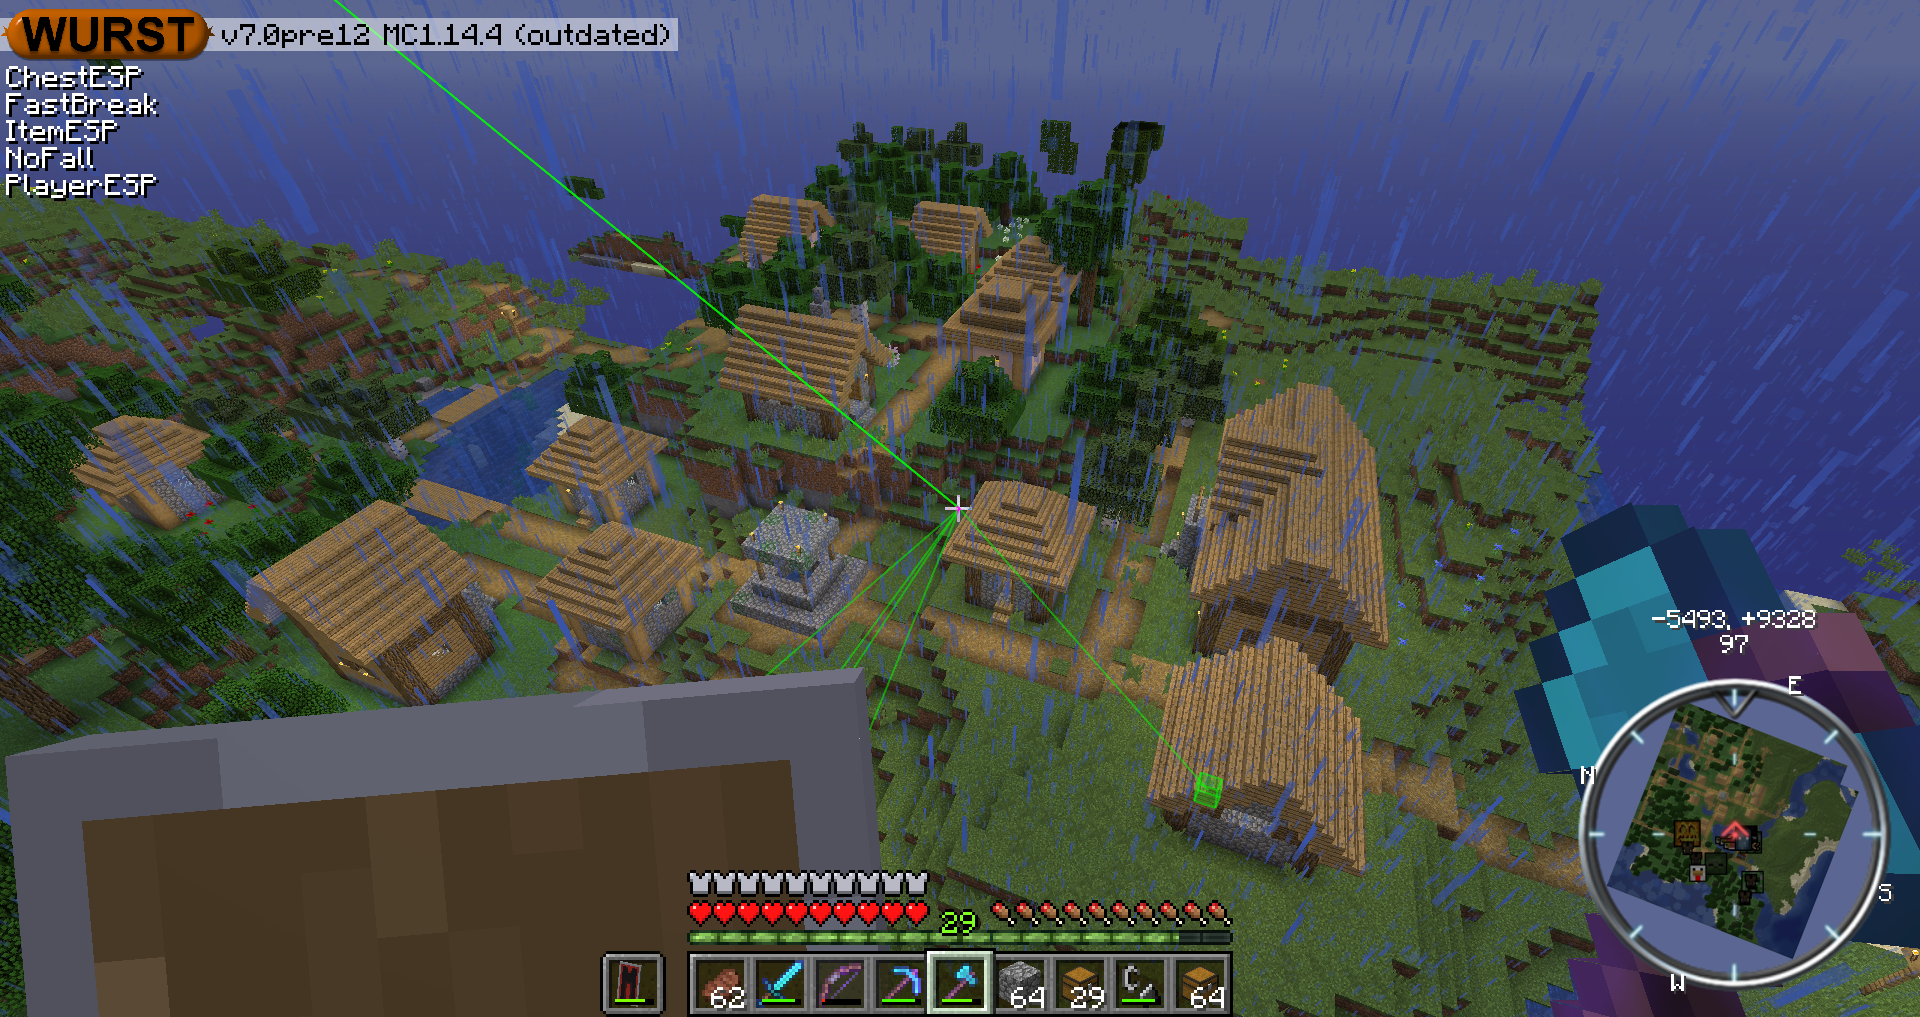 WURST v7.0pre12 MC1.14.4 (outdated)
ChestESP
FastBreak
ItemESP
NoFall
PlayerESP
-5493, +9328
97
E
N
S
W
29
62
64
29
64